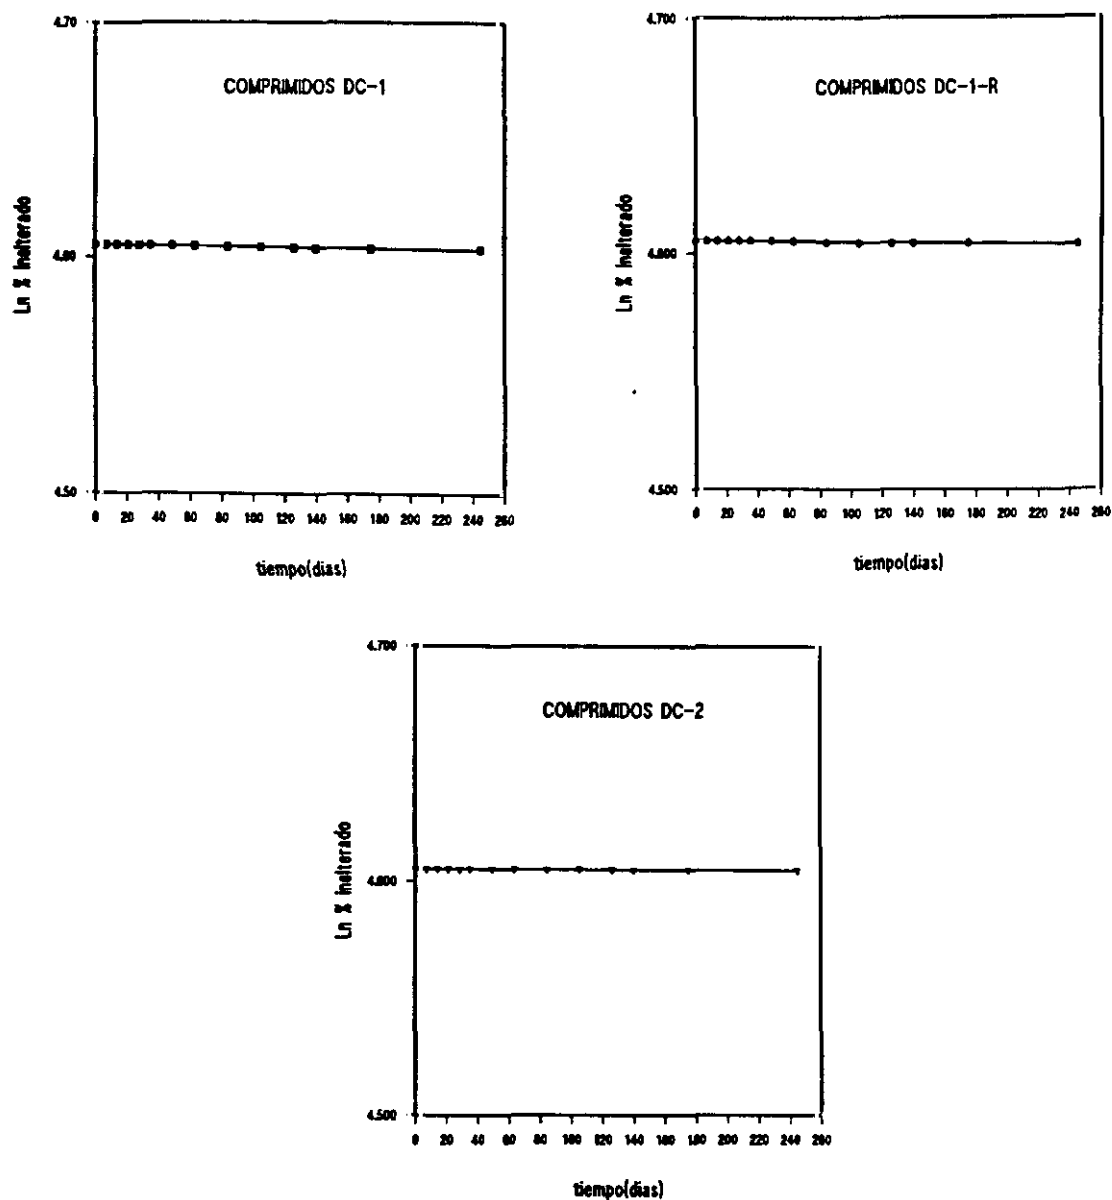 4.70
COMPRIMIDOS DC-1
Ln % inalterado
4.60
4.50
0 20 40 60 80 100 120 140 160 180 200 220 240 260
tiempo(dias)
4.700
COMPRIMIDOS DC-1-R
Ln % inalterado
4.600
4.500
0 20 40 60 80 100 120 140 160 180 200 220 240 260
tiempo(dias)
4.700
COMPRIMIDOS DC-2
Ln % inalterado
4.600
4.500
0 20 40 60 80 100 120 140 160 180 200 220 240 260
tiempo(dias)